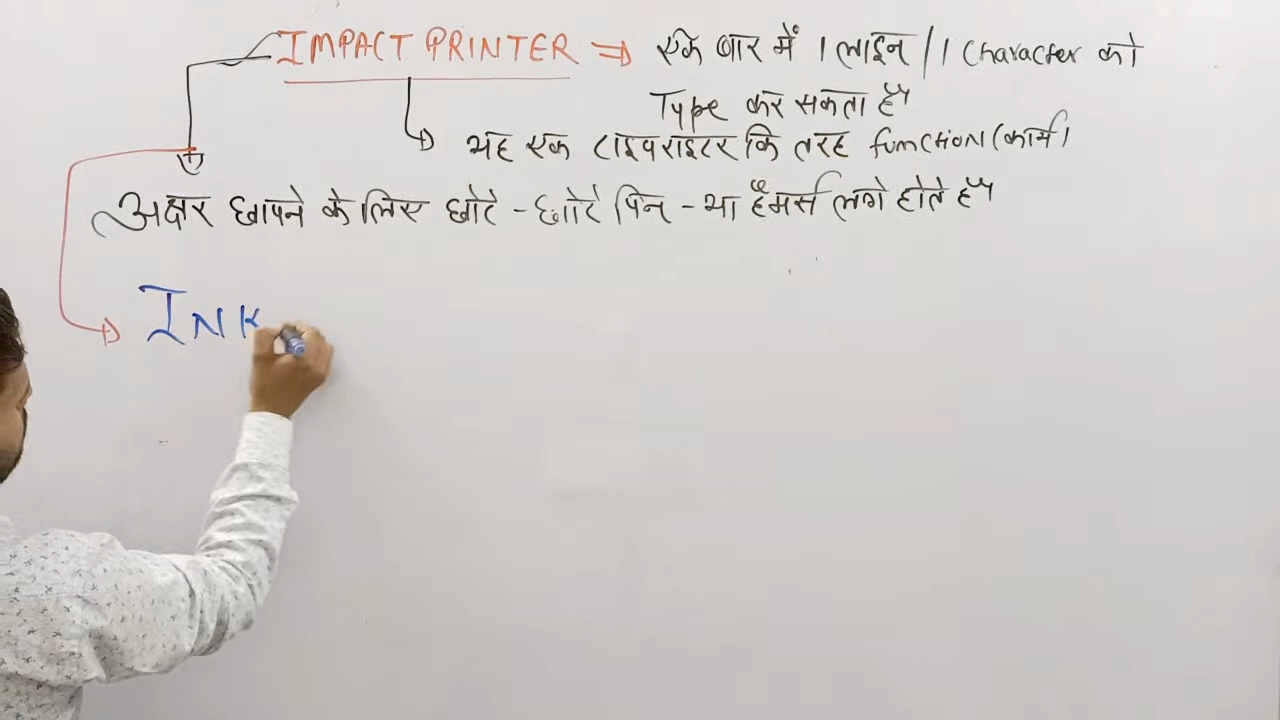 IMPACT PRINTER ⇒ एक बार में 1 लाइन / 1 Character को
Type कर सकता है
यह एक टाइपराइटर कि तरह function (कार्य)
अक्षर छापने के लिए छोटे - छोटे पिन - या हैमर्स लगे होते हैं
INK